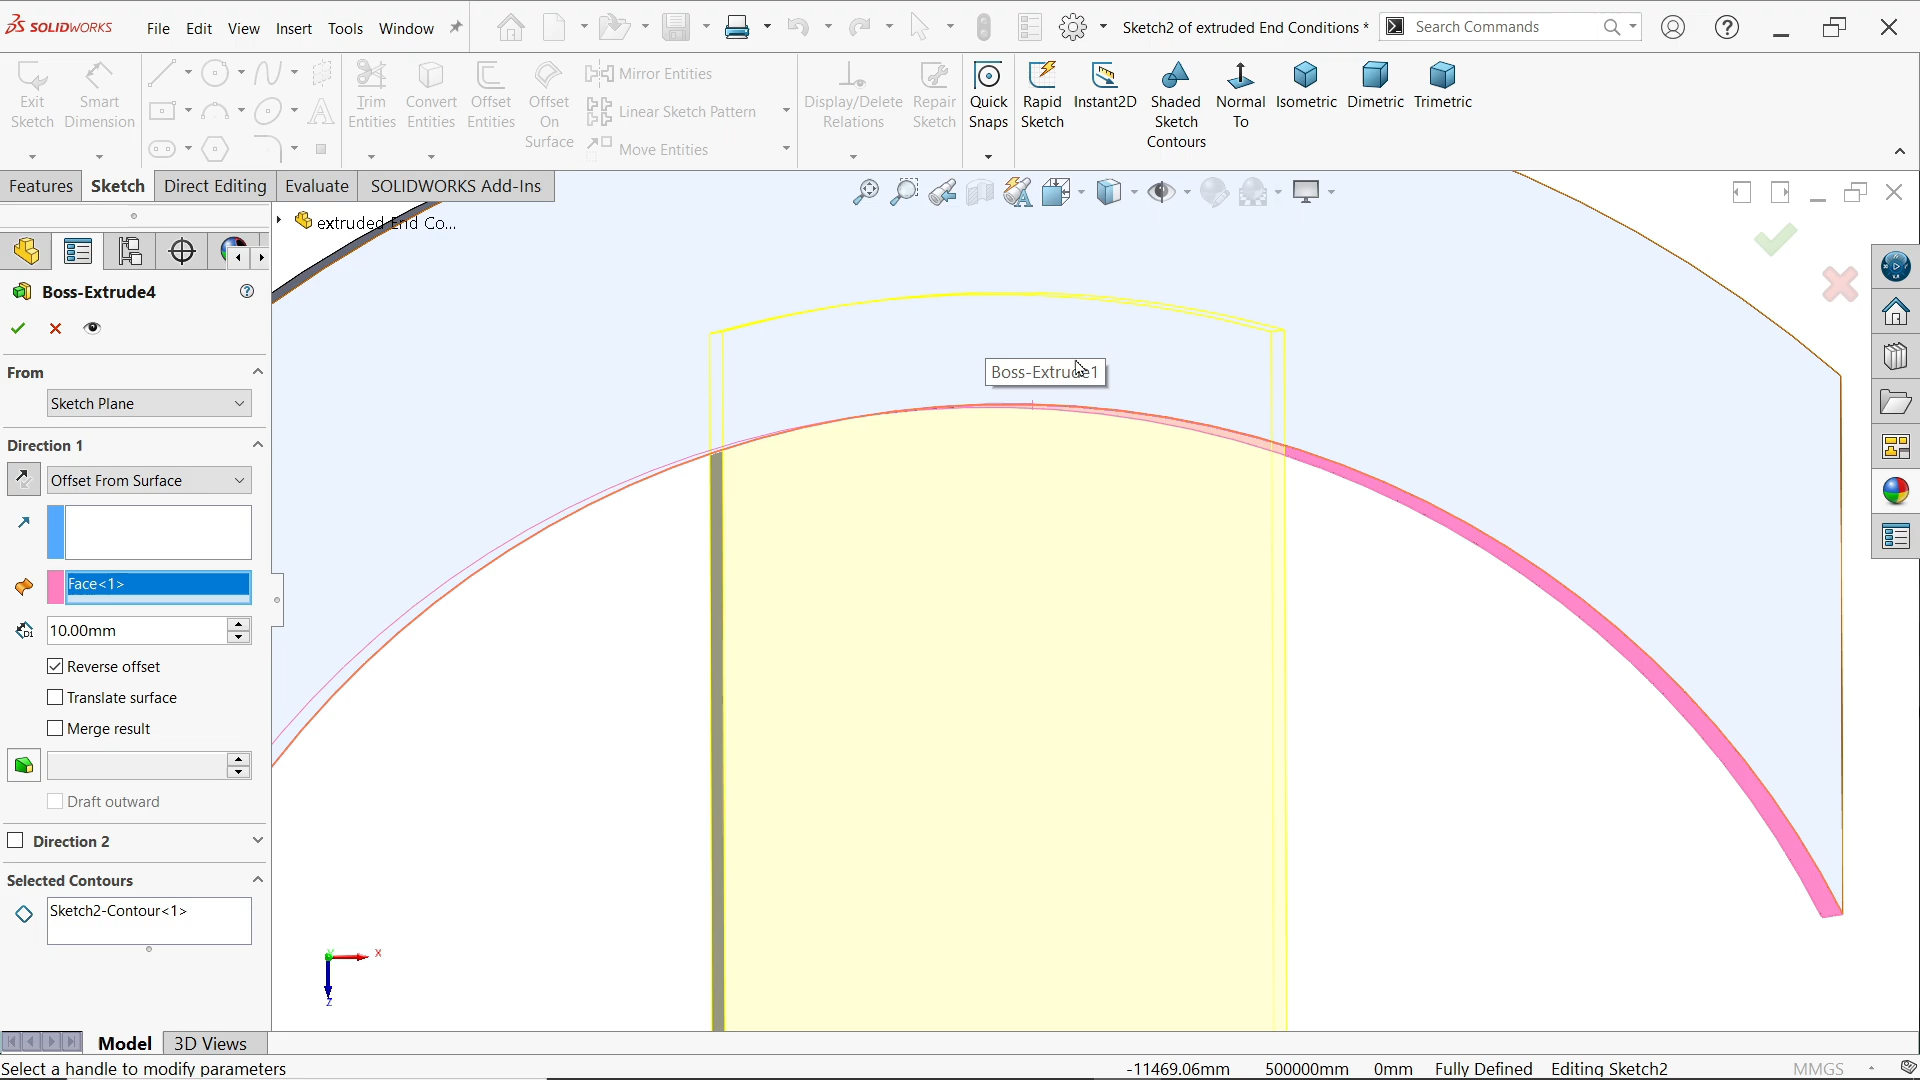 SOLIDWORKS File Edit View Insert Tools Window Sketch2 of extruded End Conditions * Search Commands
Exit Sketch
Smart Dimension
Trim Entities
Convert Entities
Offset Entities
Offset On Surface
Mirror Entities
Linear Sketch Pattern
Move Entities
Display/Delete Relations
Repair Sketch
Quick Snaps
Rapid Sketch
Instant2D
Shaded Sketch Contours
Normal To
Isometric
Dimetric
Trimetric
Features Sketch Direct Editing Evaluate SOLIDWORKS Add-Ins
extruded End Co...
Boss-Extrude4
From
Sketch Plane
Direction 1
Offset From Surface
Face<1>
10.00mm
Reverse offset
Translate surface
Merge result
Draft outward
Direction 2
Selected Contours
Sketch2-Contour<1>
Boss-Extrude1
Y
X
Z
Model 3D Views
Select a handle to modify parameters -11469.06mm 500000mm 0mm Fully Defined Editing Sketch2 MMGS